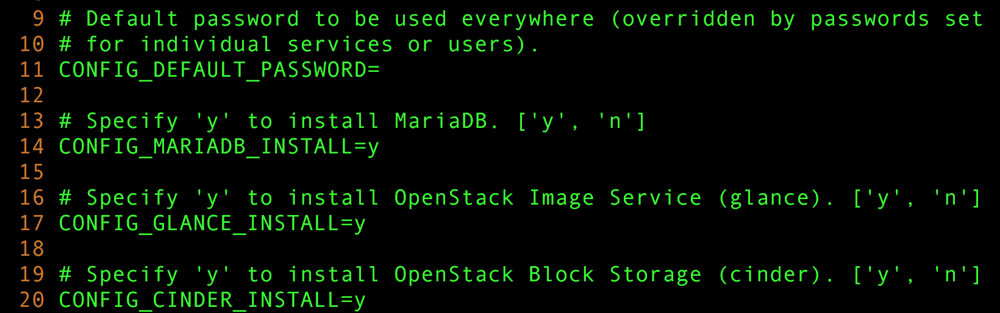 9 # Default password to be used everywhere (overridden by passwords set
10 # for individual services or users).
11 CONFIG_DEFAULT_PASSWORD=
12
13 # Specify 'y' to install MariaDB. ['y', 'n']
14 CONFIG_MARIADB_INSTALL=y
15
16 # Specify 'y' to install OpenStack Image Service (glance). ['y', 'n']
17 CONFIG_GLANCE_INSTALL=y
18
19 # Specify 'y' to install OpenStack Block Storage (cinder). ['y', 'n']
20 CONFIG_CINDER_INSTALL=y